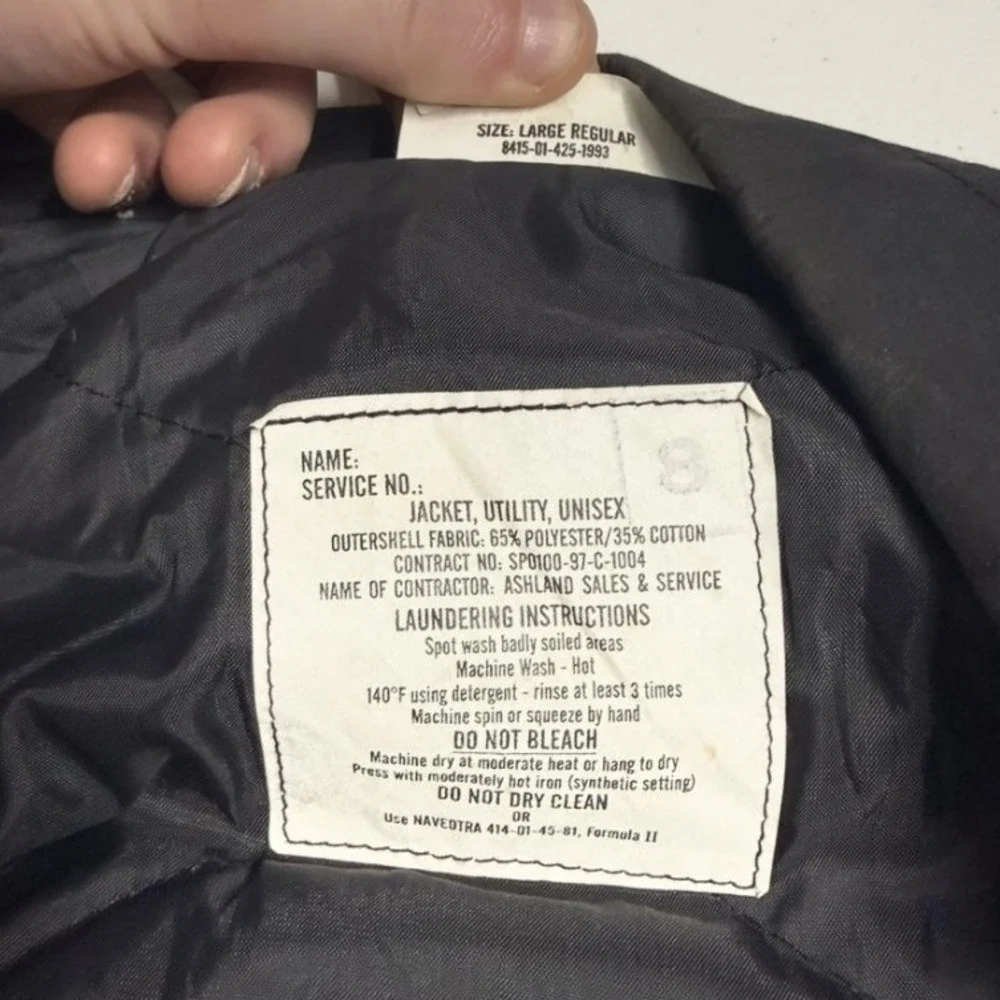 SIZE: LARGE REGULAR
8415-01-425-1993
8
NAME:
SERVICE NO.:
JACKET, UTILITY, UNISEX
OUTERSHELL FABRIC: 65% POLYESTER/35% COTTON
CONTRACT NO: SPO100-97-C-1004
NAME OF CONTRACTOR: ASHLAND SALES & SERVICE
LAUNDERING INSTRUCTIONS
Spot wash badly soiled areas
Machine Wash - Hot
140°F using detergent - rinse at least 3 times
Machine spin or squeeze by hand
DO NOT BLEACH
Machine dry at moderate heat or hang to dry
Press with moderately hot iron (synthetic setting)
DO NOT DRY CLEAN
OR
Use NAVEDTRA 414-01-45-81, Formula II